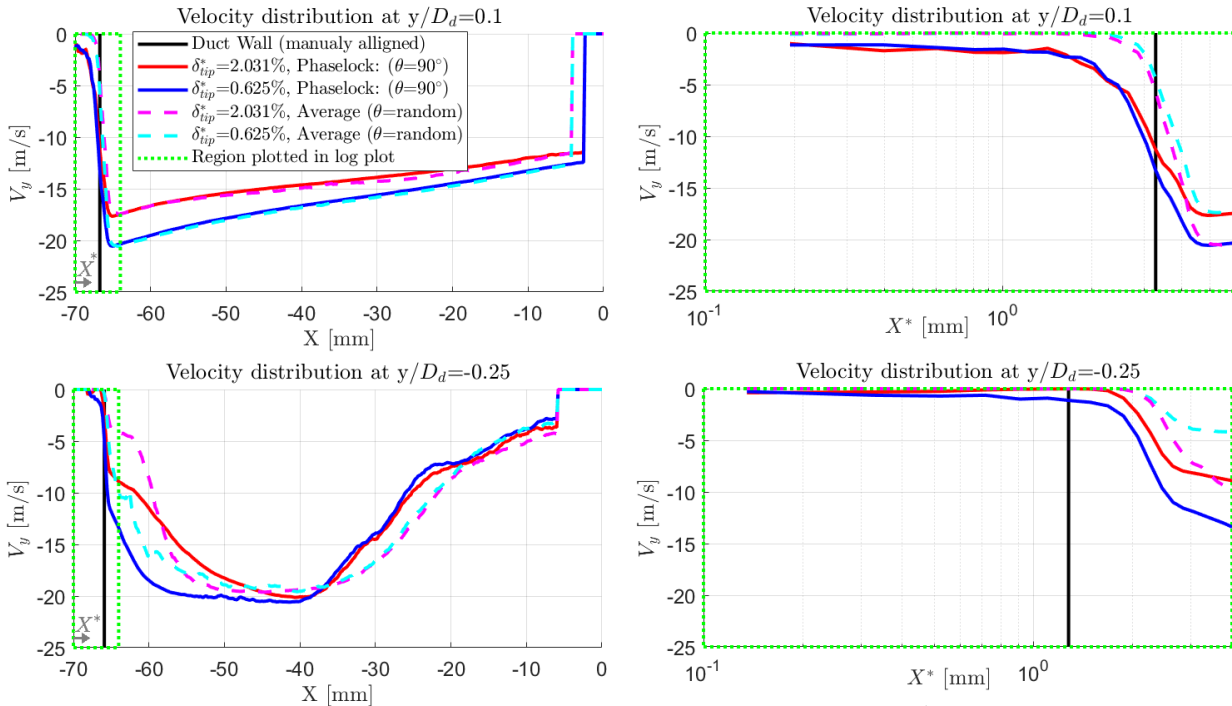 Velocity distribution at y/D_d=0.1
0
-5
-10
-15
-20
-25
V_y [m/s]
Duct Wall (manualy alligned)
δ*_tip=2.031%, Phaselock: (θ=90°)
δ*_tip=0.625%, Phaselock: (θ=90°)
δ*_tip=2.031%, Average (θ=random)
δ*_tip=0.625%, Average (θ=random)
Region plotted in log plot
X*
-70 -60 -50 -40 -30 -20 -10 0
X [mm]
Velocity distribution at y/D_d=0.1
0
-5
-10
-15
-20
-25
V_y [m/s]
10^-1 10^0
X* [mm]
Velocity distribution at y/D_d=-0.25
0
-5
-10
-15
-20
-25
V_y [m/s]
X*
-70 -60 -50 -40 -30 -20 -10 0
X [mm]
Velocity distribution at y/D_d=-0.25
0
-5
-10
-15
-20
-25
V_y [m/s]
10^-1 10^0
X* [mm]